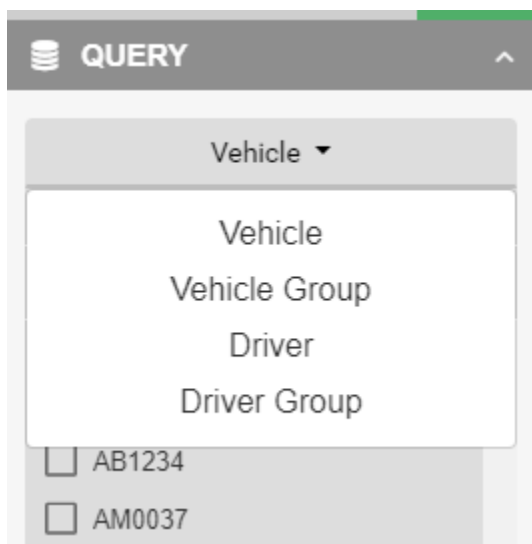 QUERY
Vehicle
Vehicle
Vehicle Group
Driver
Driver Group
AB1234
AM0037